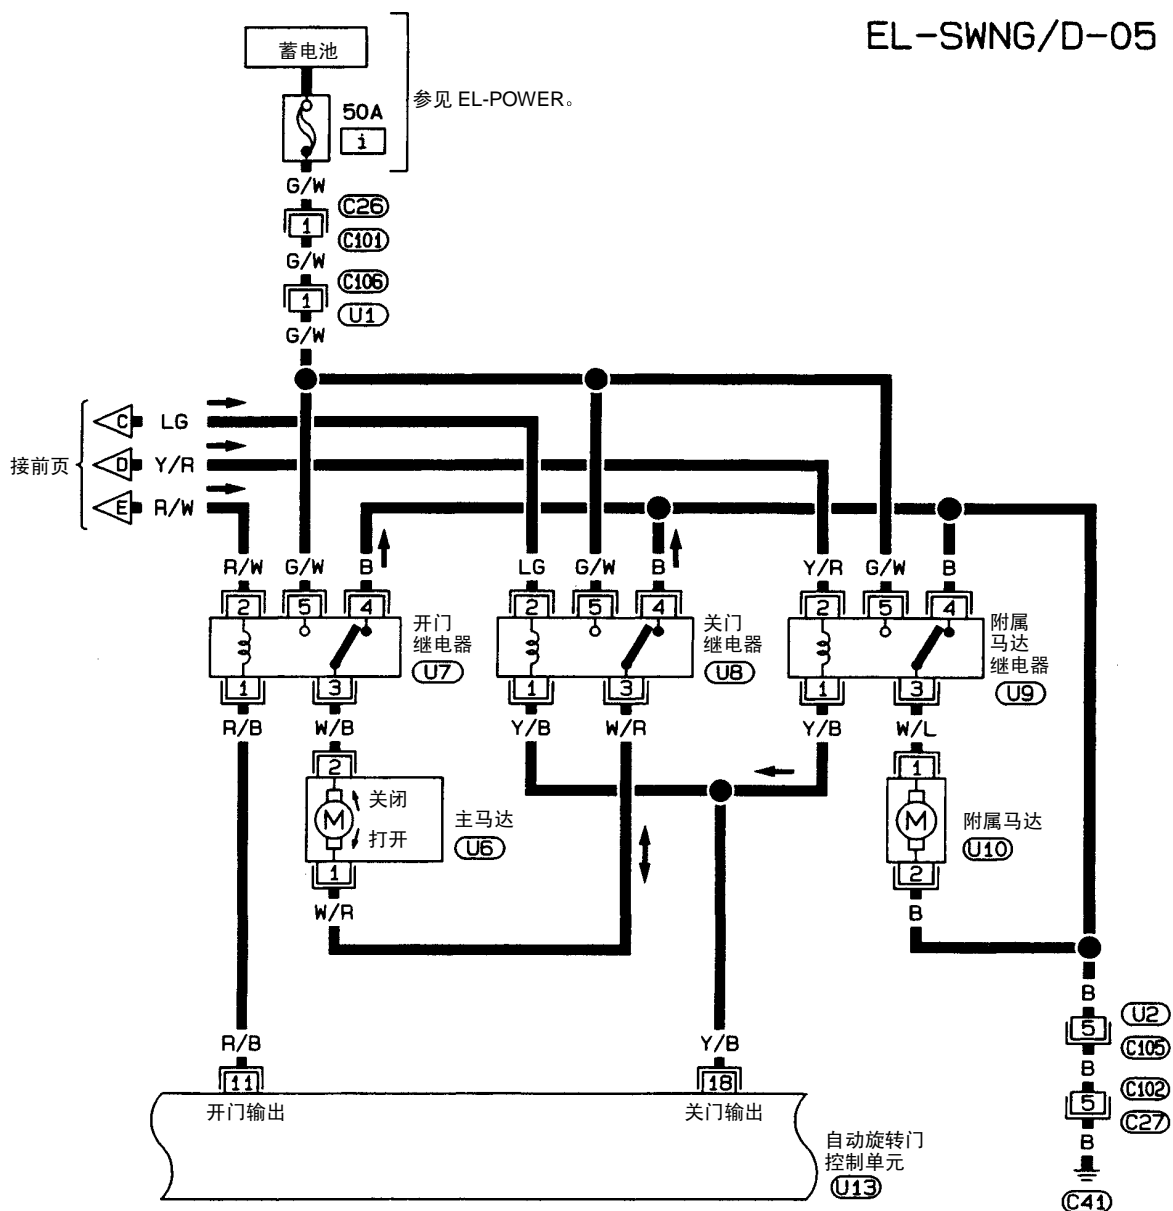 EL-SWNG/D-05
蓄电池
参见 EL-POWER。
50A
i
G/W
C26
1
C101
G/W
C106
1
U1
G/W
接前页
C LG
D Y/R
E R/W
R/W G/W B LG G/W B Y/R G/W B
2 5 4 2 5 4 2 5 4
开门
继电器
U7
关门
继电器
U8
附属
马达
继电器
U9
1 3 1 3 1 3
R/B W/B Y/B W/R Y/B W/L
2
关闭
M
打开
主马达
U6
1
W/R
1
M
附属马达
U10
2
B
B
U2
5
C105
B
C102
5
C27
B
C41
R/B Y/B
11 18
开门输出 关门输出
自动旋转门
控制单元
U13